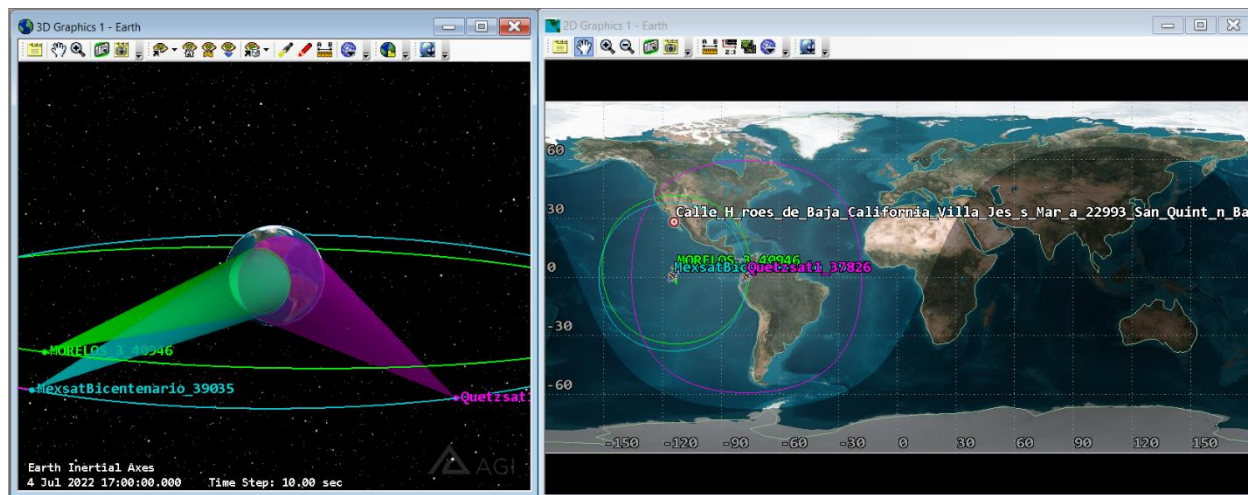 3D Graphics 1 - Earth
MORELOS_3_40946
MexsatBicentenario_39035
Quetzsat1
Earth Inertial Axes
4 Jul 2022 17:00:00.000 Time Step: 10.00 sec
AGI
2D Graphics 1 - Earth
60
30
0
-30
-60
Calle_H_roes_de_Baja_California_Villa_Jes_s_Mar_a_22993_San_Quint_n_Ba
MORELOS_3_40946
MexsatBic
Quetzsat1_37826
-150 -120 -90 -60 -30 0 30 60 90 120 150